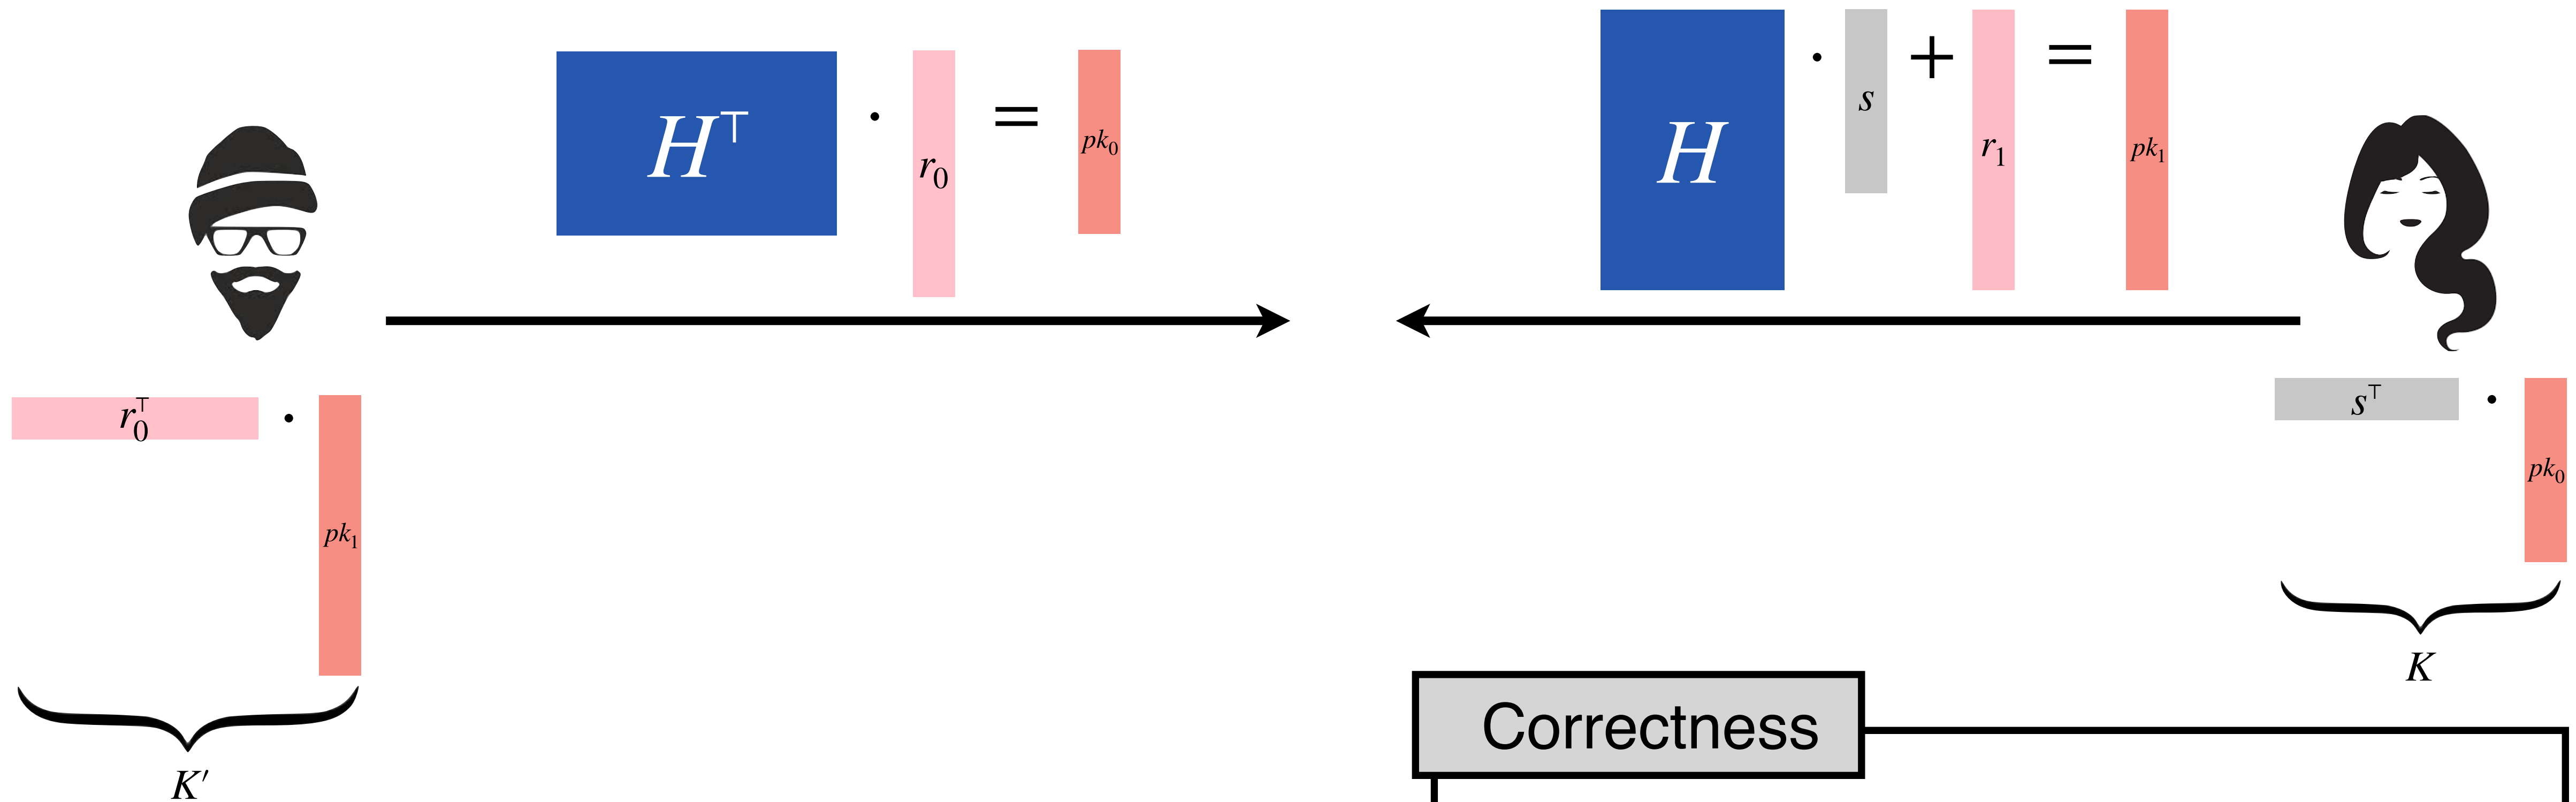 H⊤ · r₀ = pk₀
H · s + r₁ = pk₁
r₀⊤ · pk₁
K′
s⊤ · pk₀
K
Correctness